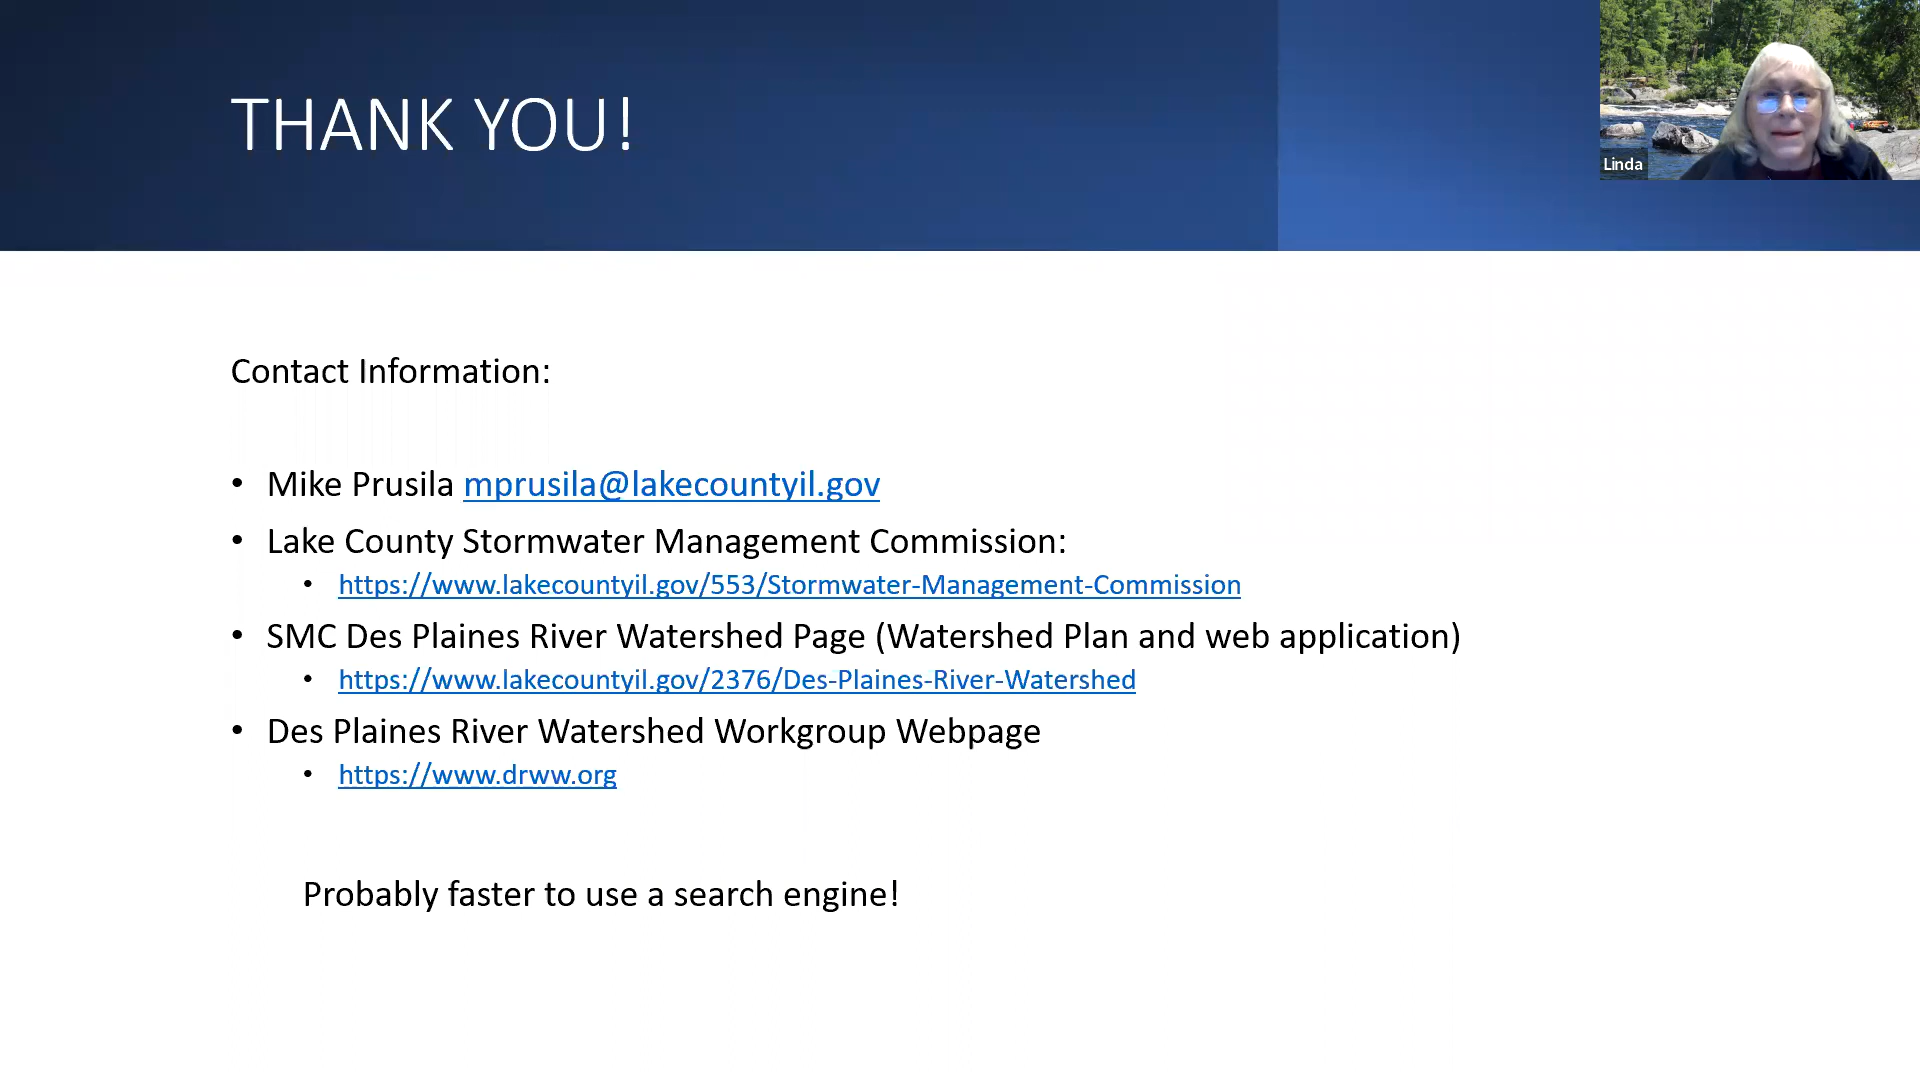 THANK YOU!
Linda
Contact Information:
• Mike Prusila mprusila@lakecountyil.gov
• Lake County Stormwater Management Commission:
• https://www.lakecountyil.gov/553/Stormwater-Management-Commission
• SMC Des Plaines River Watershed Page (Watershed Plan and web application)
• https://www.lakecountyil.gov/2376/Des-Plaines-River-Watershed
• Des Plaines River Watershed Workgroup Webpage
• https://www.drww.org
Probably faster to use a search engine!